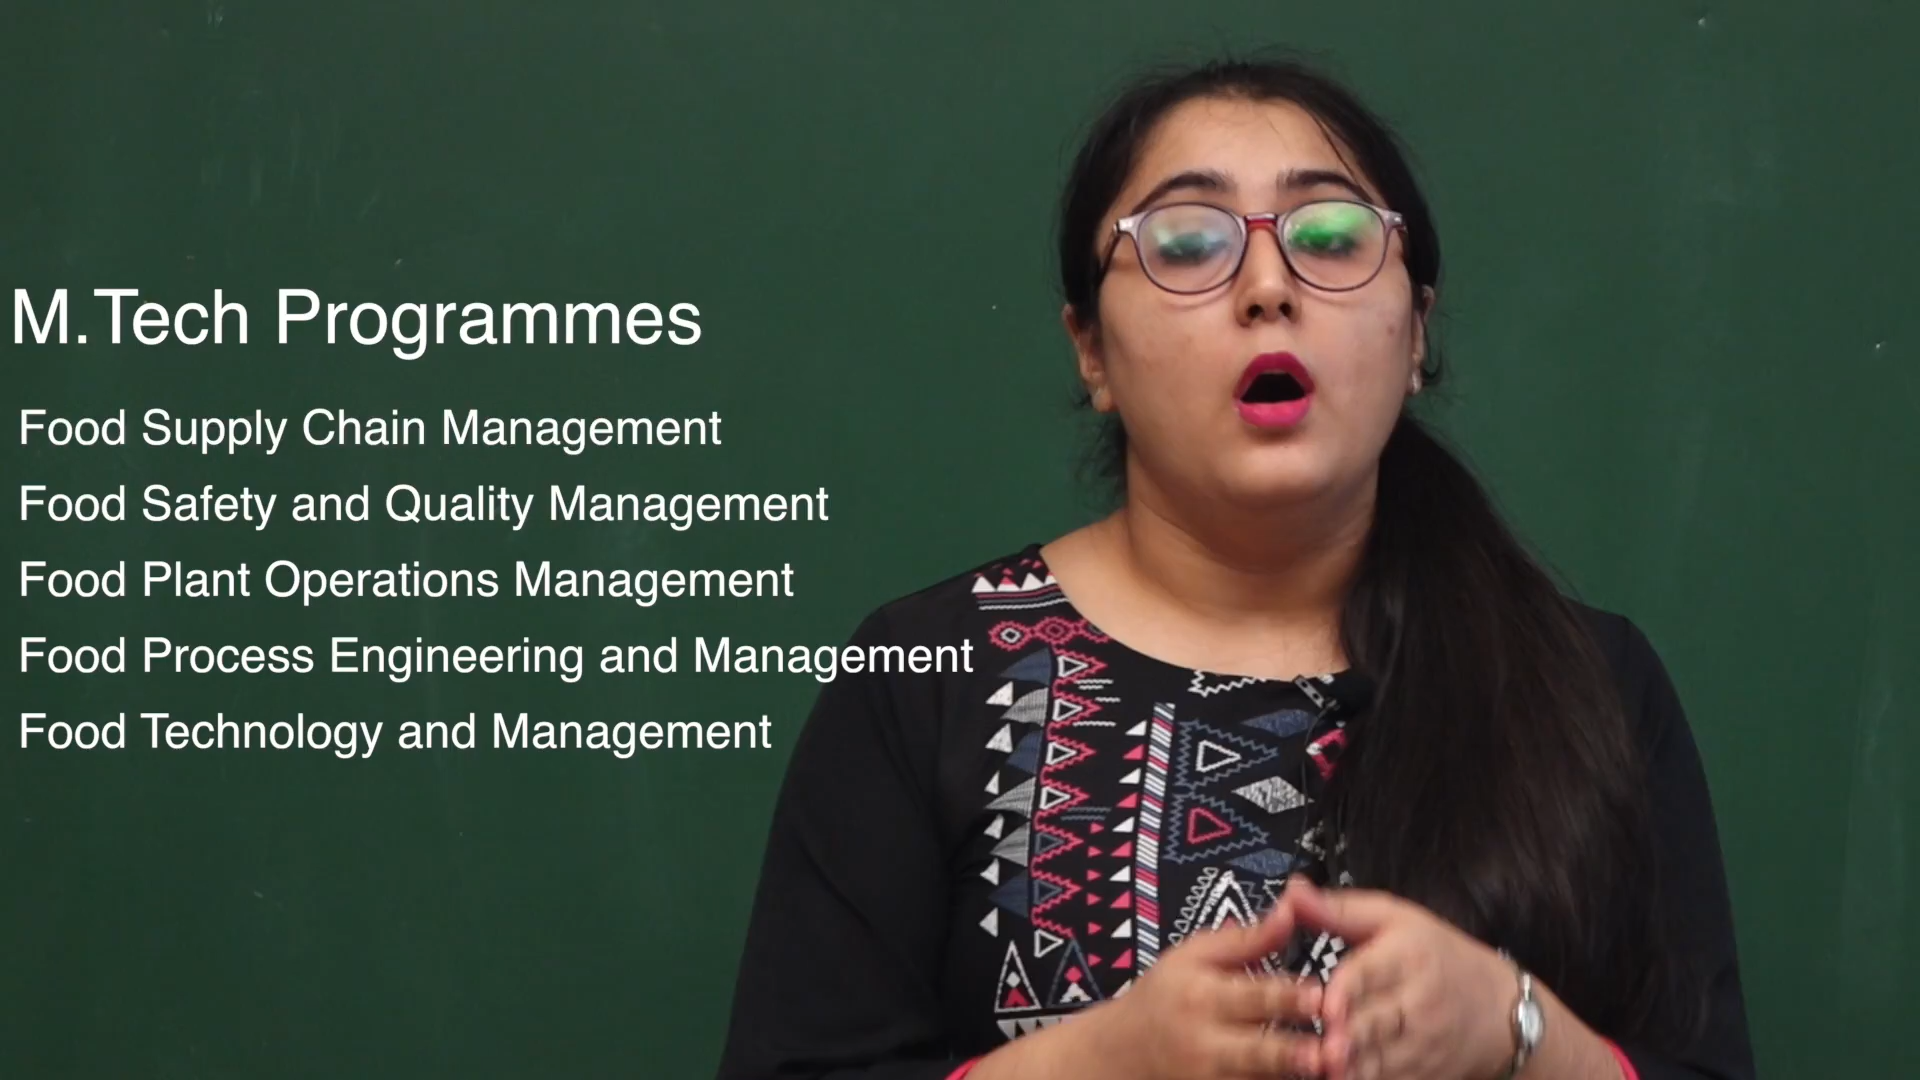 M.Tech Programmes
Food Supply Chain Management
Food Safety and Quality Management
Food Plant Operations Management
Food Process Engineering and Management
Food Technology and Management